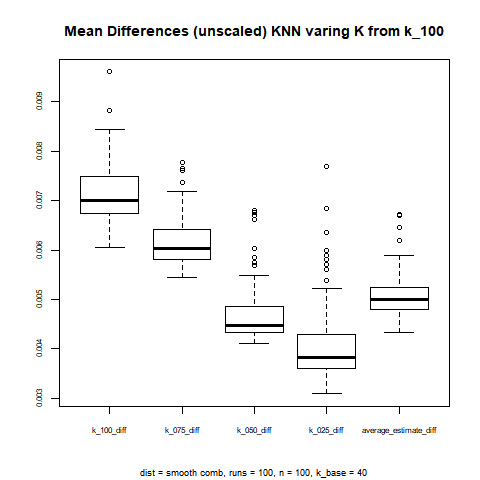 Mean Differences (unscaled) KNN varing K from k_100
0.009
0.008
0.007
0.006
0.005
0.004
0.003
k_100_diff k_075_diff k_050_diff k_025_diff average_estimate_diff
dist = smooth comb, runs = 100, n = 100, k_base = 40